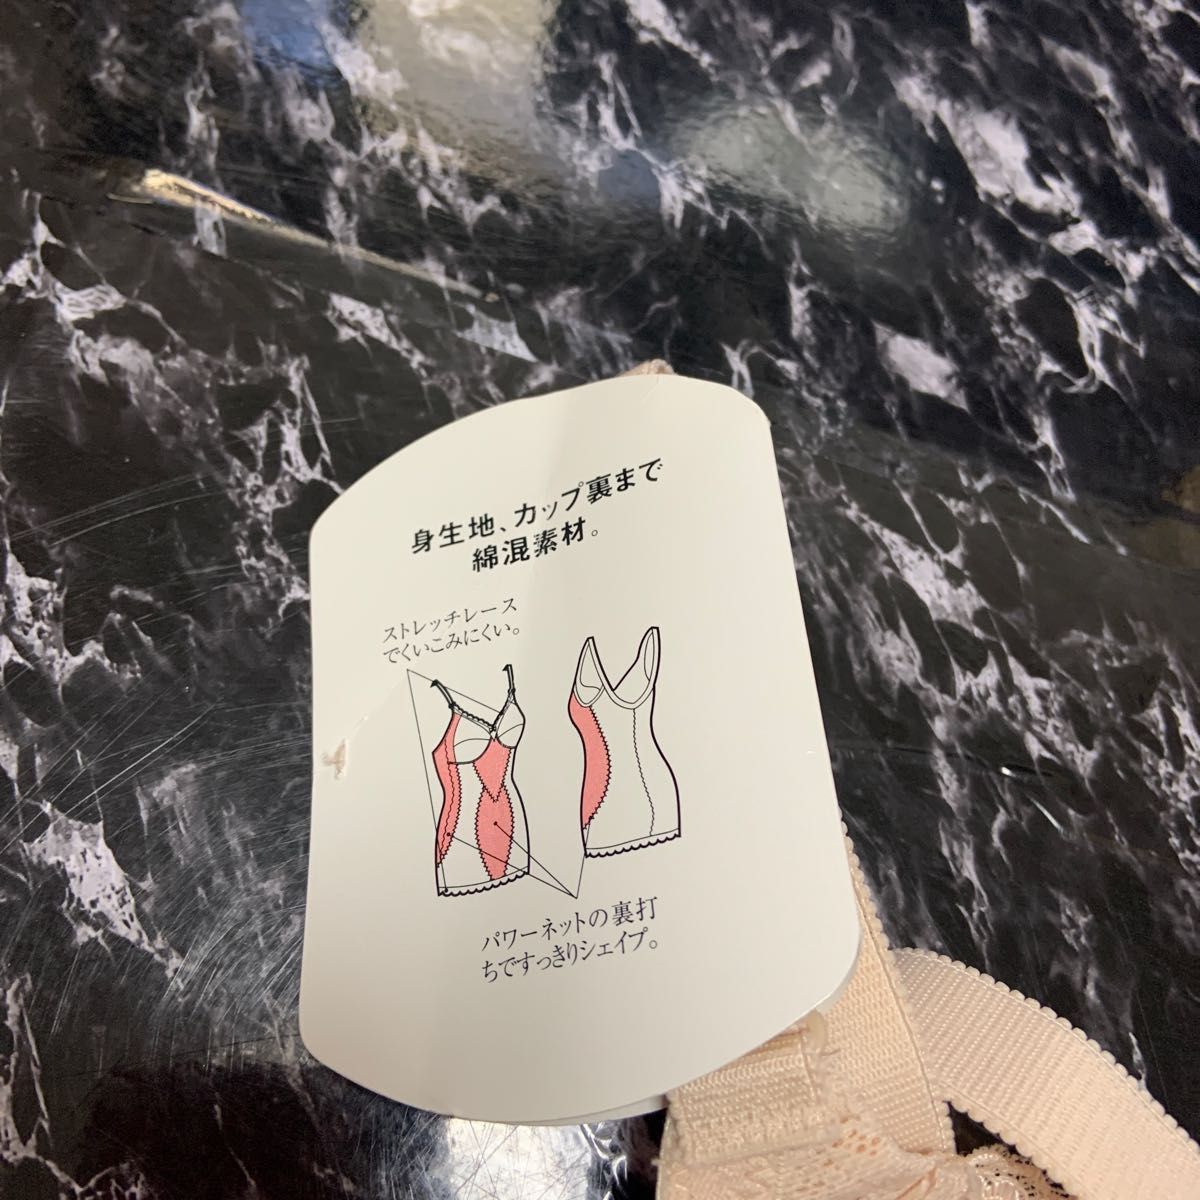 身生地、カップ裏まで
綿混素材。
ストレッチレース
でくいこみにくい。
パワーネットの裏打
ちですっきりシェイプ。